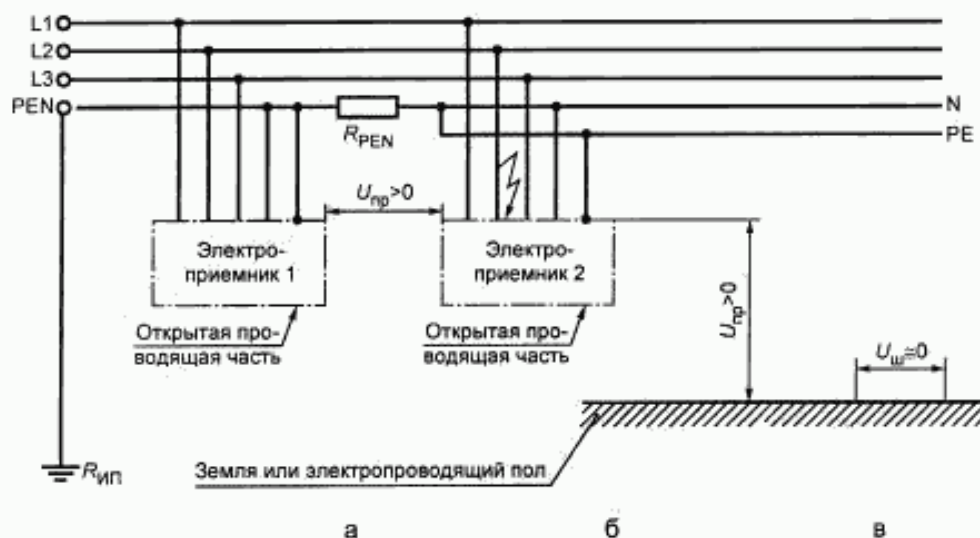 L1
L2
L3
PEN
N
PE
R_PEN
U_пр>0
Электро-
приемник 1
Электро-
приемник 2
U_пр>0
Открытая про-
водящая часть
Открытая про-
водящая часть
U_ш≅0
Земля или электропроводящий пол
R_ИП
а
б
в